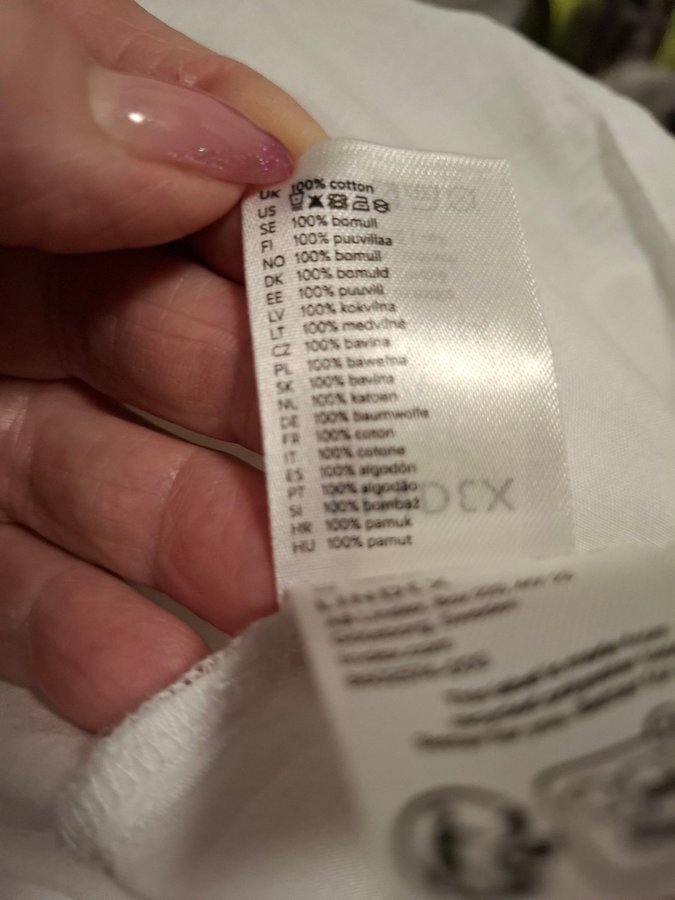 UK 100% cotton
US
SE 100% bomull
FI 100% puuvillaa
NO 100% bomull
DK 100% bomuld
EE 100% puuvill
LV 100% kokvilna
LT 100% medvilnė
CZ 100% bavlna
PL 100% bawełna
SK 100% bavlna
NL 100% katoen
DE 100% baumwolle
FR 100% coton
IT 100% cotone
ES 100% algodón
PT 100% algodão
SI 100% bombaž
HR 100% pamuk
HU 100% pamut
Sweden